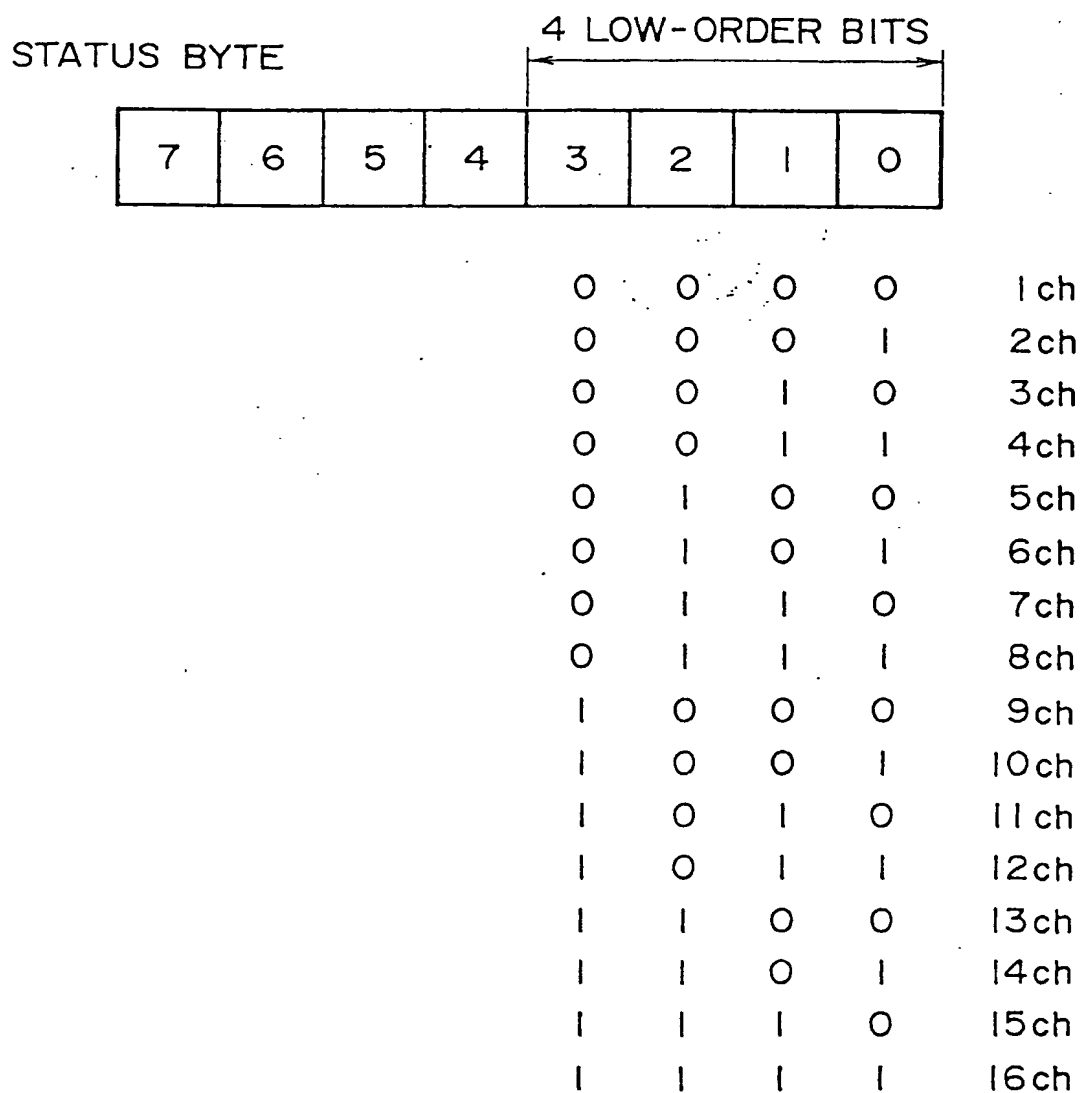 4 LOW-ORDER BITS
STATUS BYTE
7 6 5 4 3 2 1 0
0 0 0 0 1ch
0 0 0 1 2ch
0 0 1 0 3ch
0 0 1 1 4ch
0 1 0 0 5ch
0 1 0 1 6ch
0 1 1 0 7ch
0 1 1 1 8ch
1 0 0 0 9ch
1 0 0 1 10ch
1 0 1 0 11ch
1 0 1 1 12ch
1 1 0 0 13ch
1 1 0 1 14ch
1 1 1 0 15ch
1 1 1 1 16ch